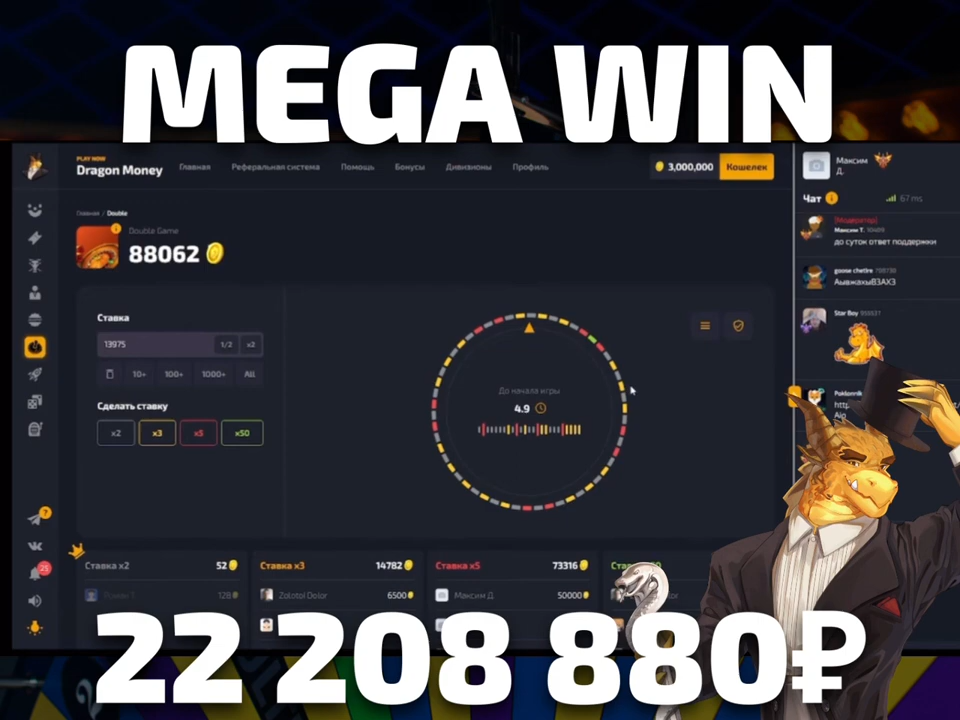 MEGA WIN
PLAY NOW
Dragon Money
Главная
Реферальная система
Помощь
Бонусы
Дивизионы
Профиль
3,000,000
Кошелек
Максим
Д.
Чат
67 ms
Главная / Double
Double Game
88062
[Модератор]
Максим Т.
до суток ответ поддержки
goose chetire
АывжахыВЗАХЗ
Star Boy
Ставка
13975
1/2
x2
10+
100+
1000+
All
Сделать ставку
x2
x3
x5
x50
До начала игры
4.9
?
25
Ставка x2
52
Ставка x3
14782
Ставка x5
73316
128
Zolotoi Dolor
6500
Максим Д
50000
22 208 880₽